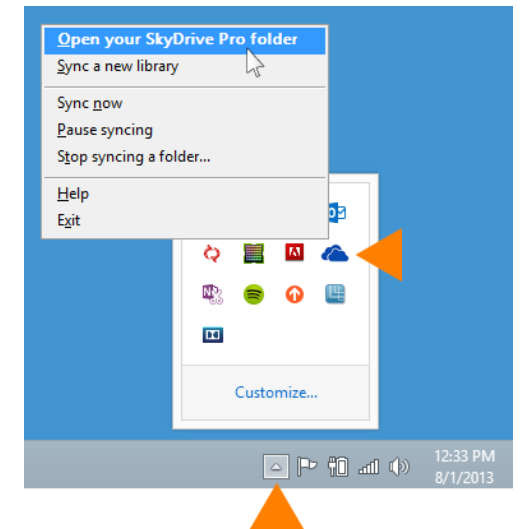 Open your SkyDrive Pro folder
Sync a new library
Sync now
Pause syncing
Stop syncing a folder...
Help
Exit
Customize...
12:33 PM
8/1/2013